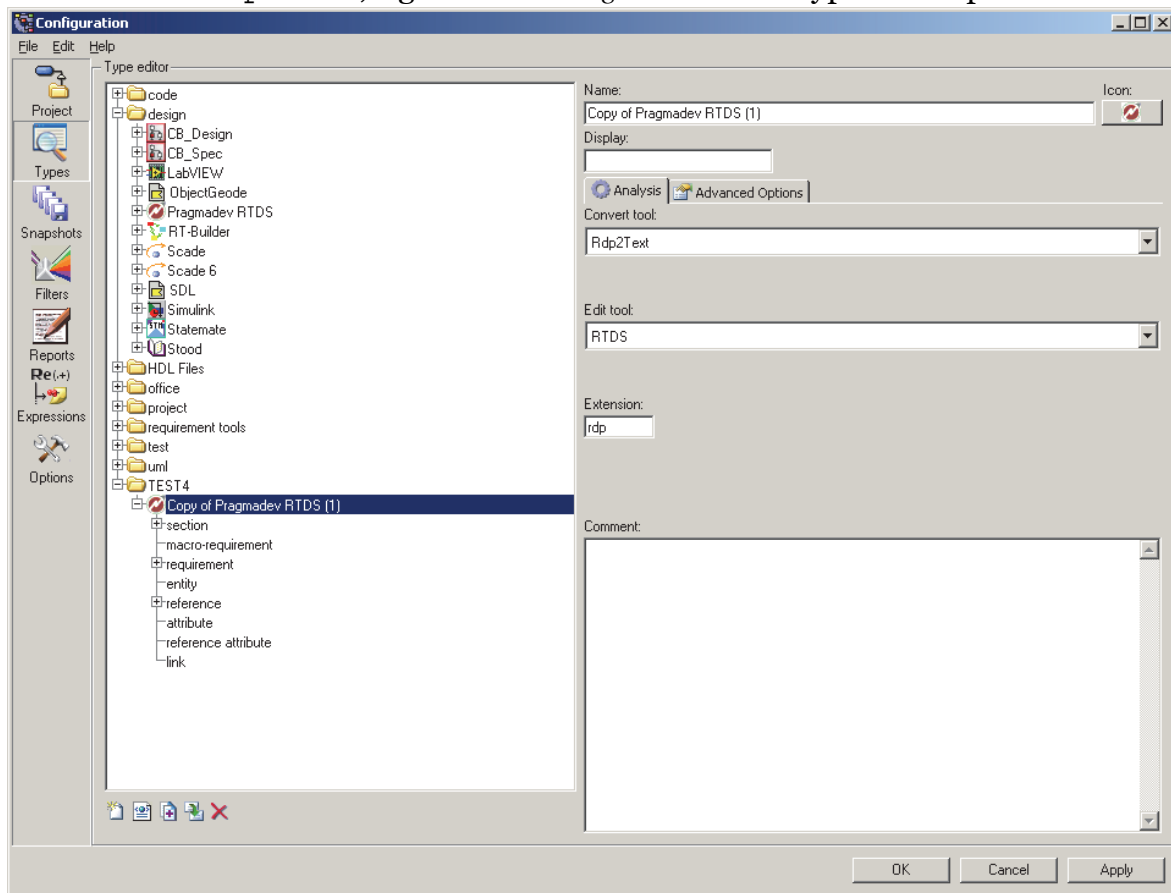 Configuration
File Edit Help
Project
Types
Snapshots
Filters
Reports
Re(.+)
Expressions
Options
Type editor
code
design
CB_Design
CB_Spec
LabVIEW
ObjectGeode
Pragmadev RTDS
RT-Builder
Scade
Scade 6
SDL
Simulink
Statemate
Stood
HDL Files
office
project
requirement tools
test
uml
TEST4
Copy of Pragmadev RTDS (1)
section
macro-requirement
requirement
entity
reference
attribute
reference attribute
link
Name:
Icon:
Copy of Pragmadev RTDS (1)
Display:
Analysis
Advanced Options
Convert tool:
Rdp2Text
Edit tool:
RTDS
Extension:
rdp
Comment:
OK Cancel Apply